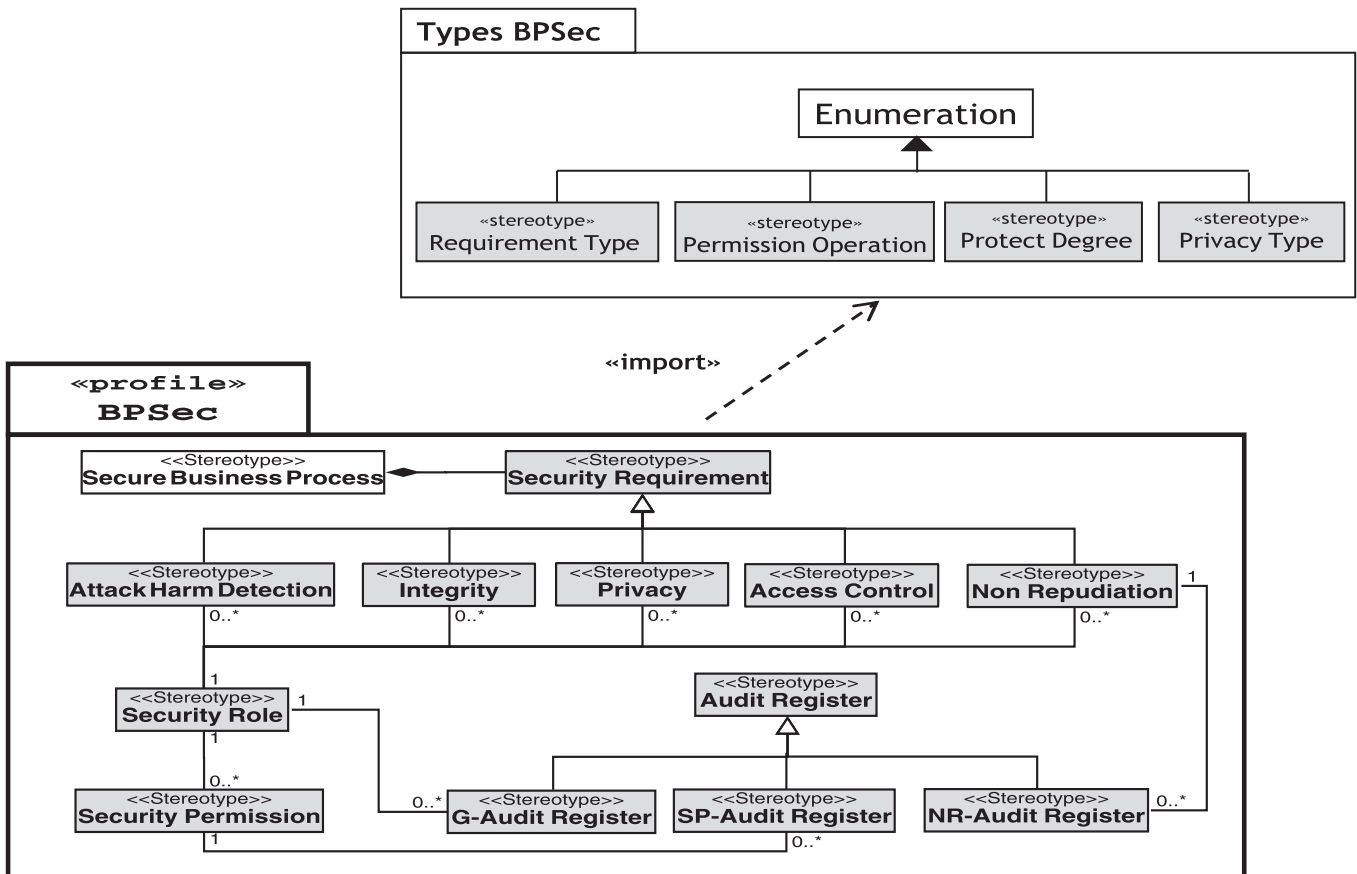 Types BPSec
Enumeration
«stereotype»
Requirement Type
«stereotype»
Permission Operation
«stereotype»
Protect Degree
«stereotype»
Privacy Type
«import»
«profile»
BPSec
<<Stereotype>>
Secure Business Process
<<Stereotype>>
Security Requirement
<<Stereotype>>
Attack Harm Detection
0..*
<<Stereotype>>
Integrity
0..*
<<Stereotype>>
Privacy
0..*
<<Stereotype>>
Access Control
0..*
<<Stereotype>>
Non Repudiation
0..*
1
1
<<Stereotype>>
Security Role
1
1
<<Stereotype>>
Audit Register
0..*
<<Stereotype>>
Security Permission
1
0..*
<<Stereotype>>
G-Audit Register
<<Stereotype>>
SP-Audit Register
0..*
<<Stereotype>>
NR-Audit Register
0..*